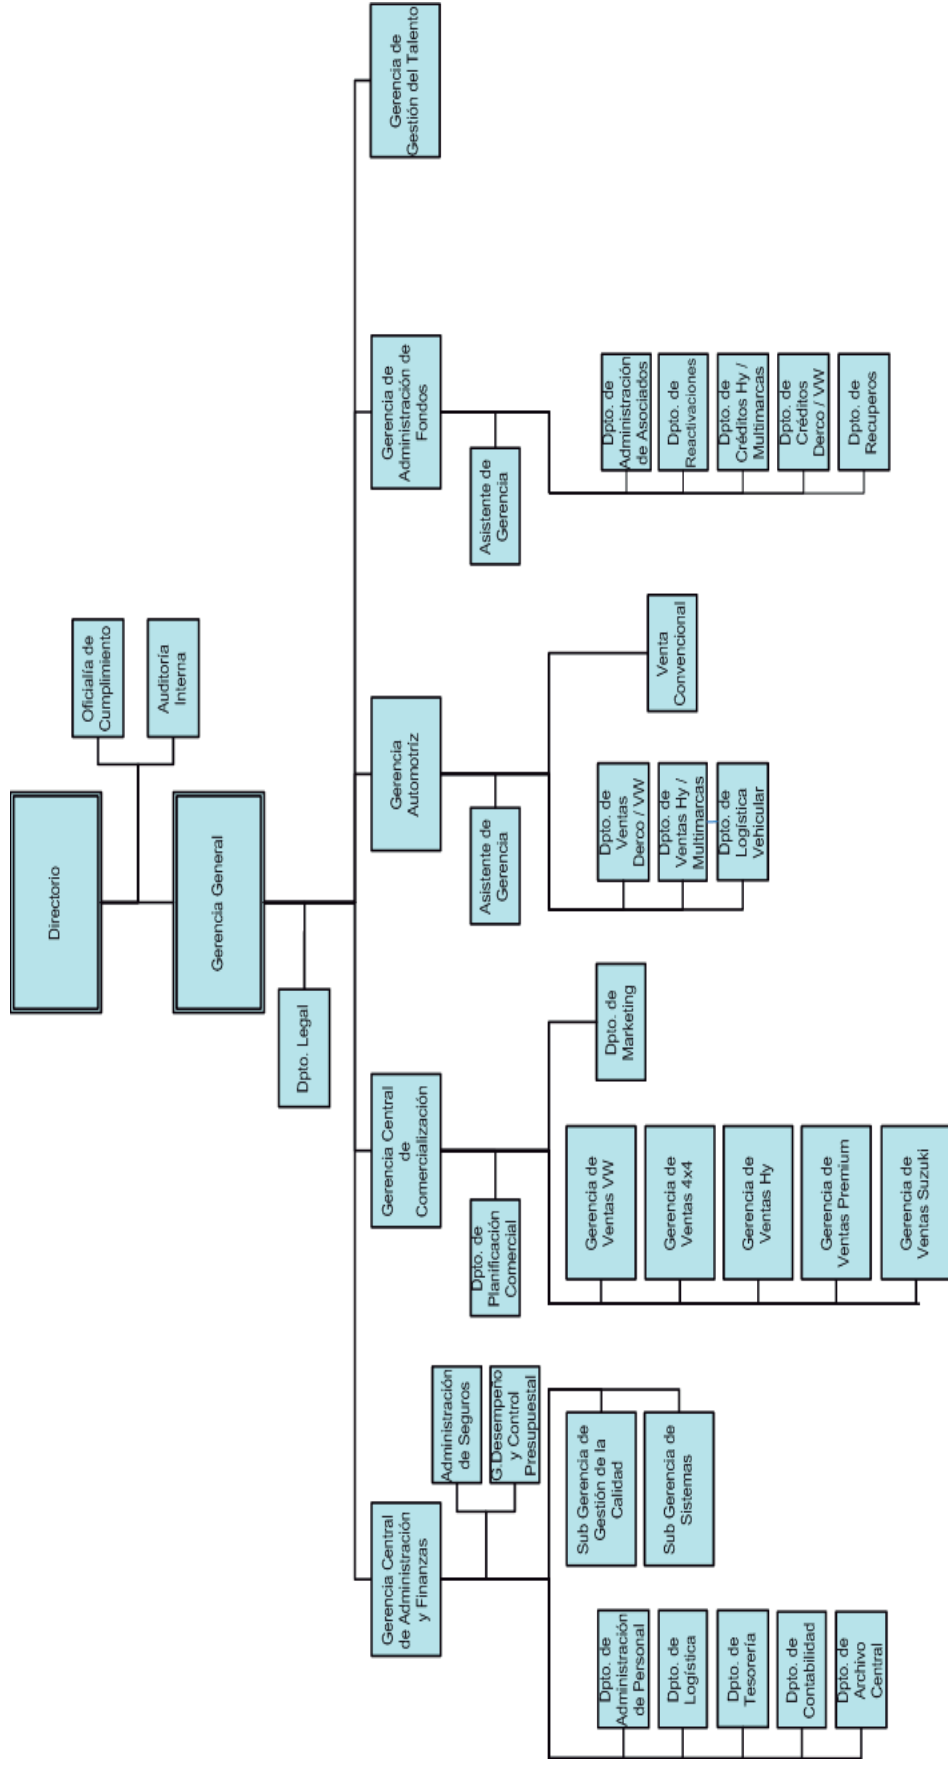 Directorio
Oficialía de
Cumplimiento
Auditoría
Interna
Gerencia General
Dpto. Legal
Gerencia Central
de Administración
y Finanzas
Gerencia Central
de
Comercialización
Gerencia
Automotriz
Gerencia de
Administración de
Fondos
Gerencia de
Gestión del Talento
Administración
de Seguros
G.Desempeño
y Control
Presupuestal
Dpto. de
Planificación
Comercial
Asistente de
Gerencia
Asistente de
Gerencia
Dpto. de
Administración
de Personal
Dpto. de
Logística
Dpto. de
Tesorería
Dpto. de
Contabilidad
Dpto. de
Archivo
Central
Sub Gerencia de
Gestión de la
Calidad
Sub Gerencia de
Sistemas
Gerencia de
Ventas VW
Gerencia de
Ventas 4x4
Gerencia de
Ventas Hy
Gerencia de
Ventas Premium
Gerencia de
Ventas Suzuki
Dpto. de
Marketing
Dpto. de
Ventas
Derco / VW
Dpto. de
Ventas Hy /
Multimarcas
Dpto. de
Logística
Vehicular
Venta
Convencional
Dpto. de
Administración
de Asociados
Dpto. de
Reactivaciones
Dpto. de
Créditos Hy /
Multimarcas
Dpto. de
Créditos
Derco / VW
Dpto. de
Recuperos